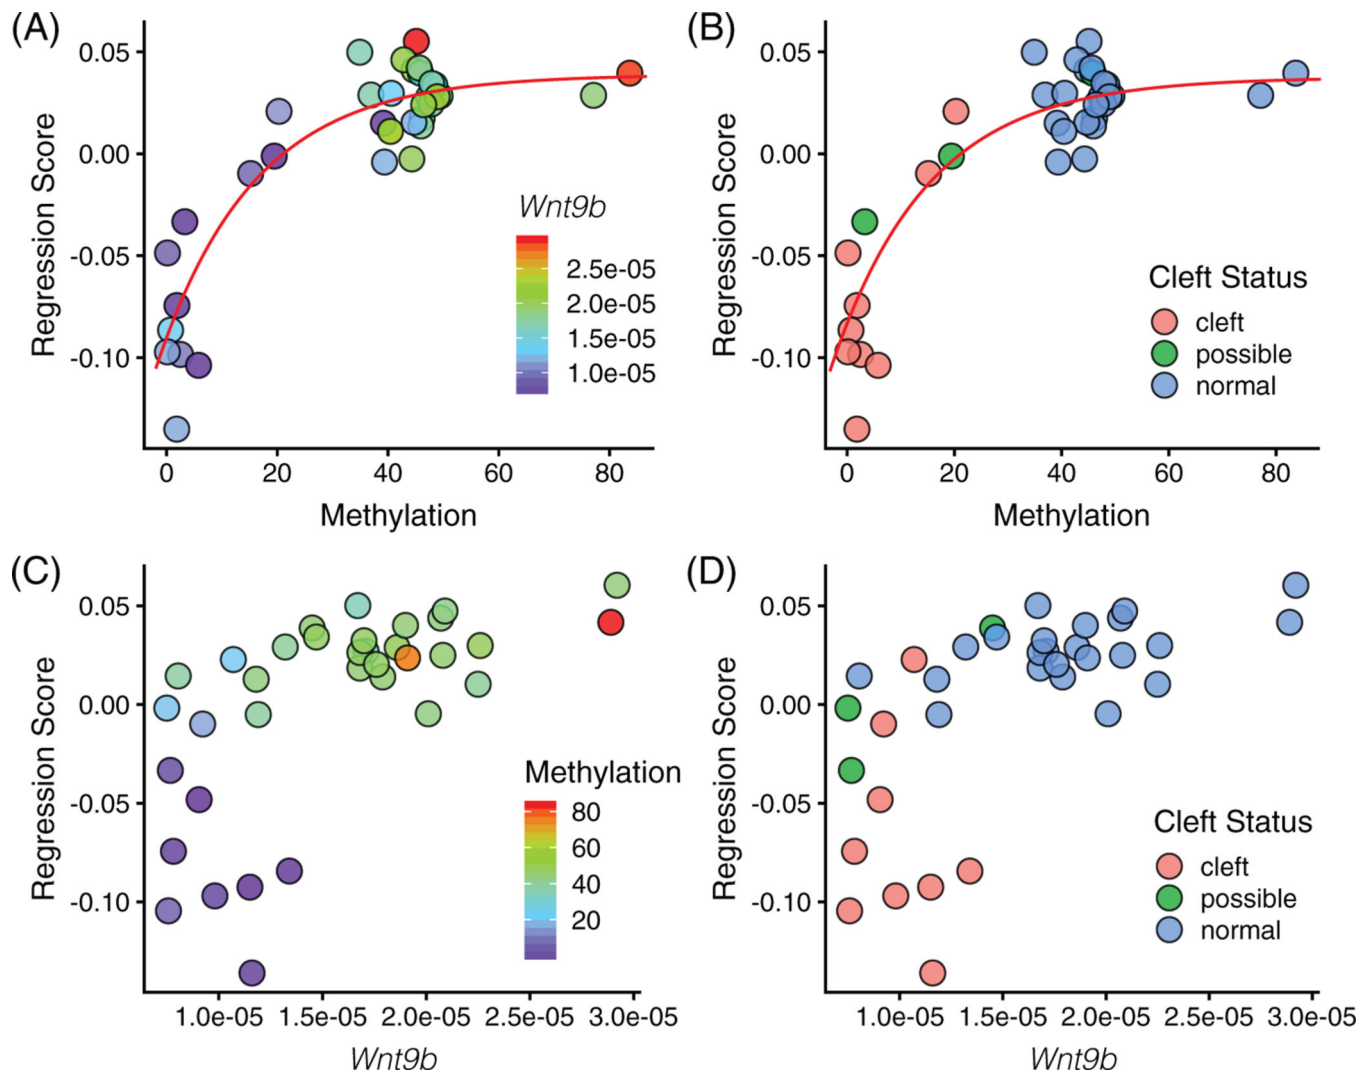 (A)
Regression Score
0.05
0.00
-0.05
-0.10
0
20
40
60
80
Methylation
Wnt9b
2.5e-05
2.0e-05
1.5e-05
1.0e-05
(B)
Regression Score
0.05
0.00
-0.05
-0.10
0
20
40
60
80
Methylation
Cleft Status
cleft
possible
normal
(C)
Regression Score
0.05
0.00
-0.05
-0.10
1.0e-05
1.5e-05
2.0e-05
2.5e-05
3.0e-05
Wnt9b
Methylation
80
60
40
20
(D)
Regression Score
0.05
0.00
-0.05
-0.10
1.0e-05
1.5e-05
2.0e-05
2.5e-05
3.0e-05
Wnt9b
Cleft Status
cleft
possible
normal